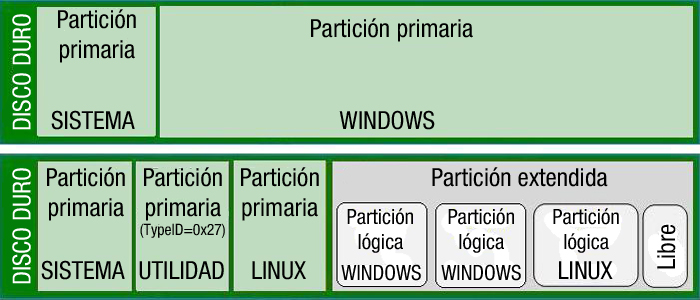 DISCO DURO
Partición
primaria
SISTEMA
Partición primaria
WINDOWS
DISCO DURO
Partición
primaria
SISTEMA
Partición
primaria
(TypeID=0x27)
UTILIDAD
Partición
primaria
LINUX
Partición extendida
Partición
lógica
WINDOWS
Partición
lógica
WINDOWS
Partición
lógica
LINUX
Libre